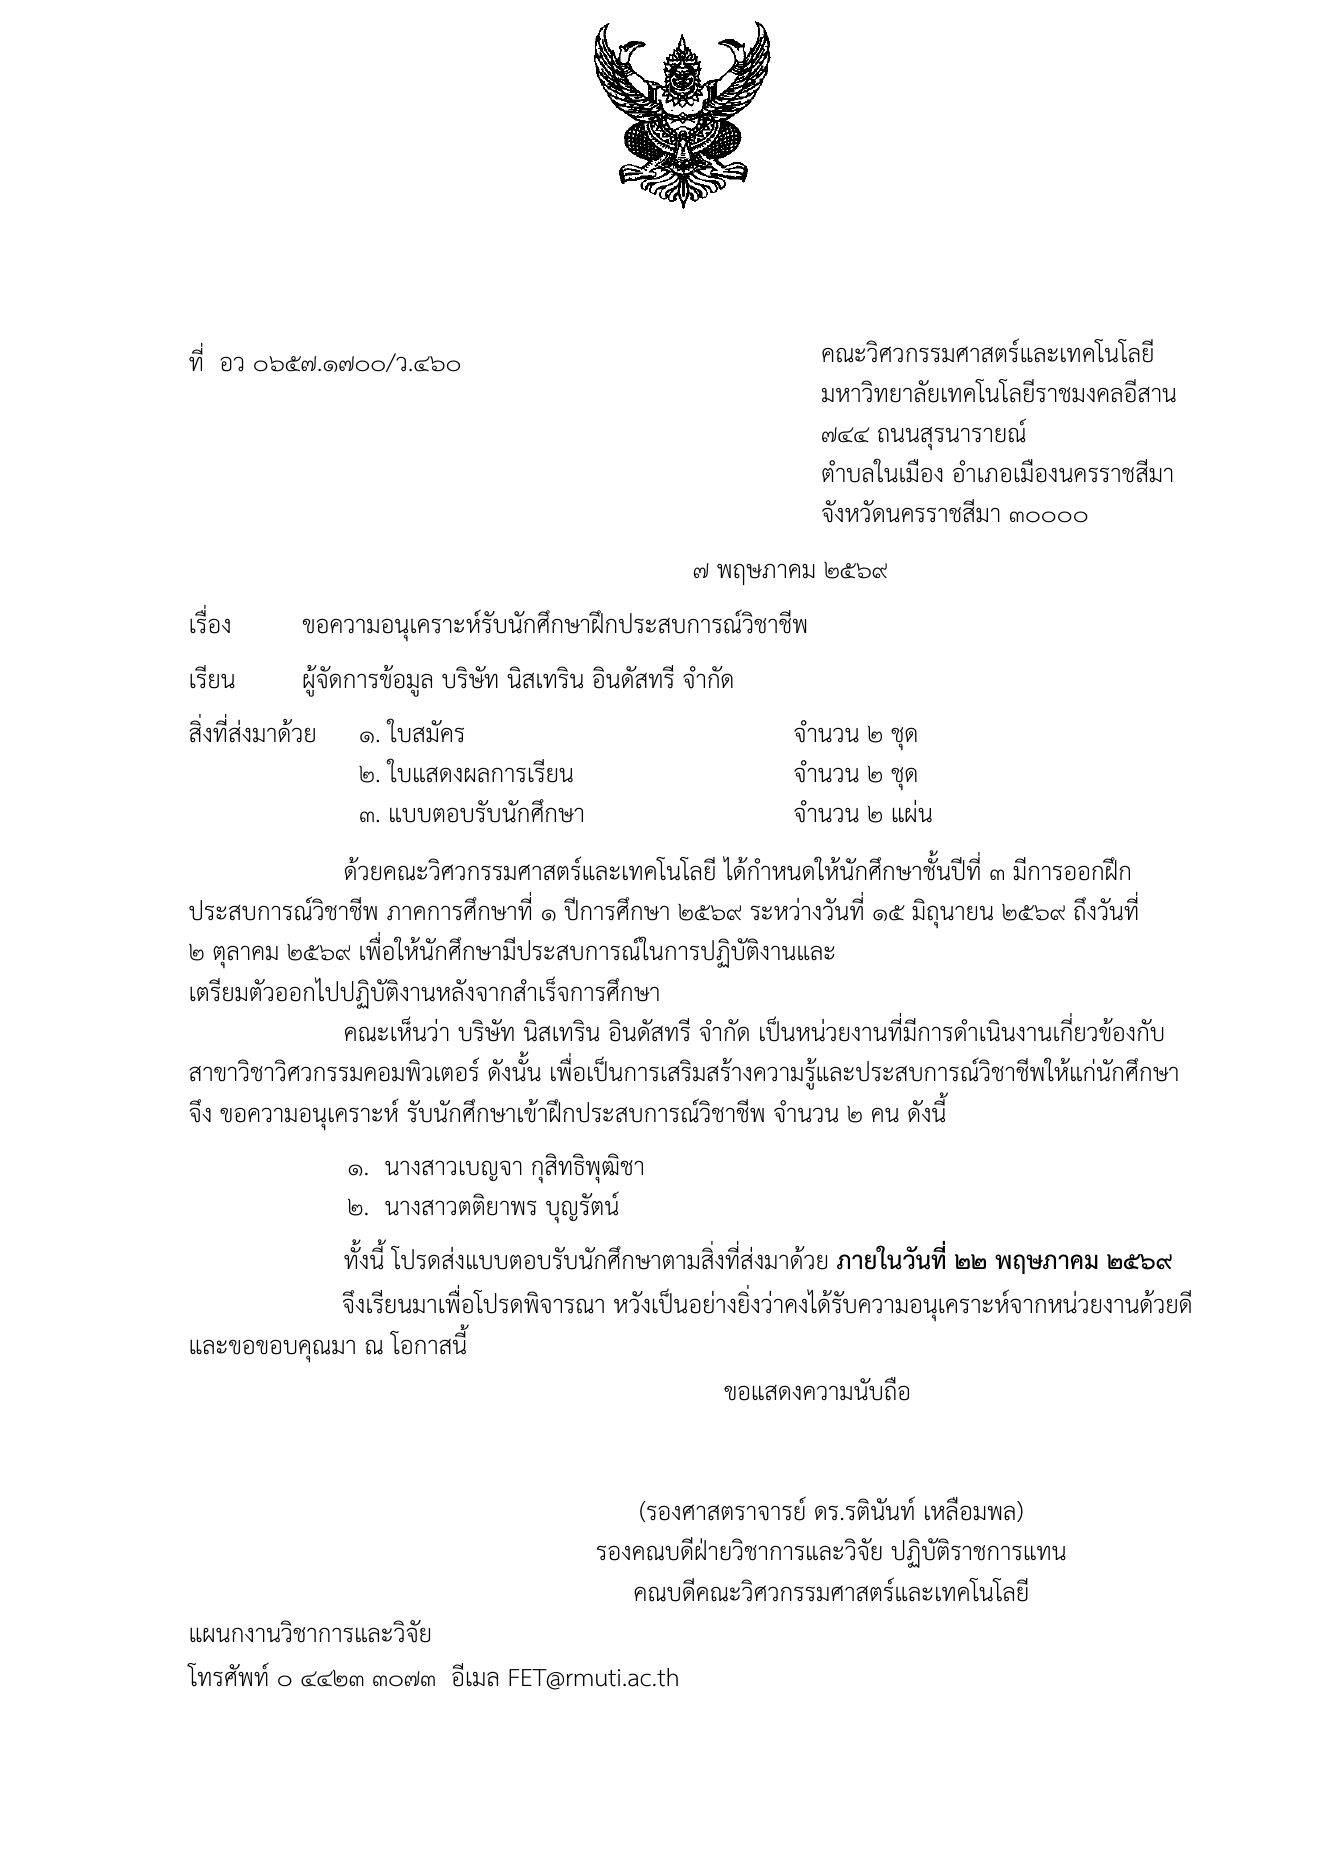 ที่ อว ๐๖๕๗.๑๗๐๐/ว.๔๖๐
คณะวิศวกรรมศาสตร์และเทคโนโลยี
มหาวิทยาลัยเทคโนโลยีราชมงคลอีสาน
๗๔๔ ถนนสุรนารายณ์
ตำบลในเมือง อำเภอเมืองนครราชสีมา
จังหวัดนครราชสีมา ๓๐๐๐๐
๗ พฤษภาคม ๒๕๖๙
เรื่อง ขอความอนุเคราะห์รับนักศึกษาฝึกประสบการณ์วิชาชีพ
เรียน ผู้จัดการข้อมูล บริษัท นิสเทริน อินดัสทรี จำกัด
สิ่งที่ส่งมาด้วย ๑. ใบสมัคร จำนวน ๒ ชุด
๒. ใบแสดงผลการเรียน จำนวน ๒ ชุด
๓. แบบตอบรับนักศึกษา จำนวน ๒ แผ่น
ด้วยคณะวิศวกรรมศาสตร์และเทคโนโลยี ได้กำหนดให้นักศึกษาชั้นปีที่ ๓ มีการออกฝึก
ประสบการณ์วิชาชีพ ภาคการศึกษาที่ ๑ ปีการศึกษา ๒๕๖๙ ระหว่างวันที่ ๑๕ มิถุนายน ๒๕๖๙ ถึงวันที่
๒ ตุลาคม ๒๕๖๙ เพื่อให้นักศึกษามีประสบการณ์ในการปฏิบัติงานและ
เตรียมตัวออกไปปฏิบัติงานหลังจากสำเร็จการศึกษา
คณะเห็นว่า บริษัท นิสเทริน อินดัสทรี จำกัด เป็นหน่วยงานที่มีการดำเนินงานเกี่ยวข้องกับ
สาขาวิชาวิศวกรรมคอมพิวเตอร์ ดังนั้น เพื่อเป็นการเสริมสร้างความรู้และประสบการณ์วิชาชีพให้แก่นักศึกษา
จึง ขอความอนุเคราะห์ รับนักศึกษาเข้าฝึกประสบการณ์วิชาชีพ จำนวน ๒ คน ดังนี้
๑. นางสาวเบญจา กุสิทธิพุฒิชา
๒. นางสาวตติยาพร บุญรัตน์
ทั้งนี้ โปรดส่งแบบตอบรับนักศึกษาตามสิ่งที่ส่งมาด้วย ภายในวันที่ ๒๒ พฤษภาคม ๒๕๖๙
จึงเรียนมาเพื่อโปรดพิจารณา หวังเป็นอย่างยิ่งว่าคงได้รับความอนุเคราะห์จากหน่วยงานด้วยดี
และขอขอบคุณมา ณ โอกาสนี้
ขอแสดงความนับถือ
(รองศาสตราจารย์ ดร.รตินันท์ เหลือมพล)
รองคณบดีฝ่ายวิชาการและวิจัย ปฏิบัติราชการแทน
คณบดีคณะวิศวกรรมศาสตร์และเทคโนโลยี
แผนกงานวิชาการและวิจัย
โทรศัพท์ ๐ ๔๔๒๓ ๓๐๗๓ อีเมล FET@rmuti.ac.th